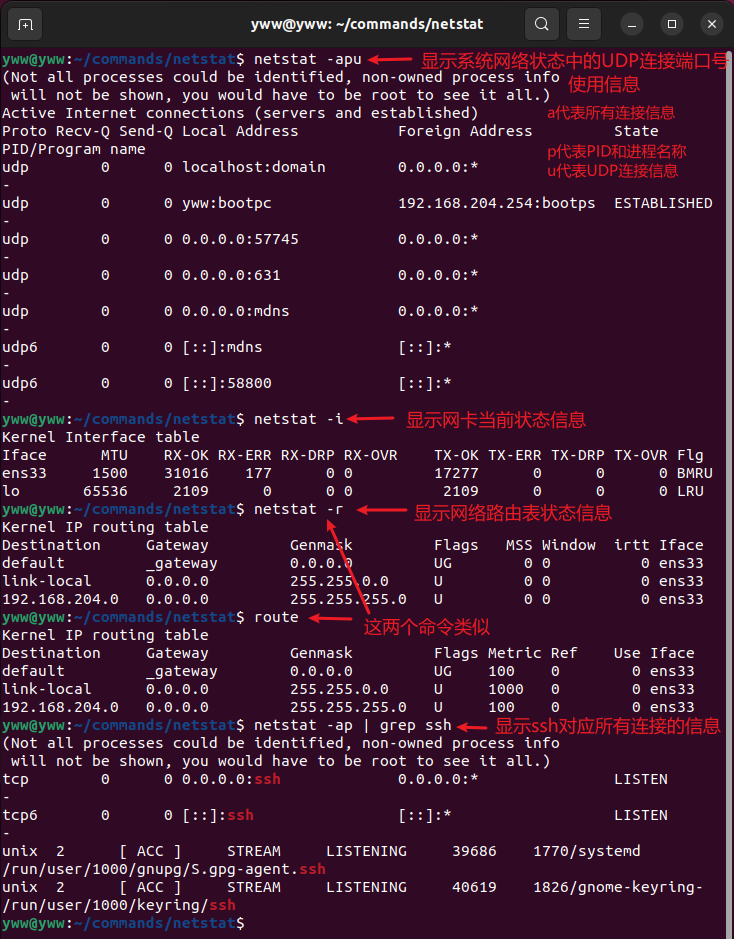 yww@yww: ~/commands/netstat
yww@yww:~/commands/netstat$ netstat -apu 显示系统网络状态中的UDP连接端口号
(Not all processes could be identified, non-owned process info 使用信息
will not be shown, you would have to be root to see it all.)
Active Internet connections (servers and established) a代表所有连接信息
Proto Recv-Q Send-Q Local Address Foreign Address State
PID/Program name p代表PID和进程名称
udp 0 0 localhost:domain 0.0.0.0:* u代表UDP连接信息
-
udp 0 0 yww:bootpc 192.168.204.254:bootps ESTABLISHED
-
udp 0 0 0.0.0.0:57745 0.0.0.0:*
-
udp 0 0 0.0.0.0:631 0.0.0.0:*
-
udp 0 0 0.0.0.0:mdns 0.0.0.0:*
-
udp6 0 0 [::]:mdns [::]:*
-
udp6 0 0 [::]:58800 [::]:*
-
yww@yww:~/commands/netstat$ netstat -i 显示网卡当前状态信息
Kernel Interface table
Iface MTU RX-OK RX-ERR RX-DRP RX-OVR TX-OK TX-ERR TX-DRP TX-OVR Flg
ens33 1500 31016 177 0 0 17277 0 0 0 BMRU
lo 65536 2109 0 0 0 2109 0 0 0 LRU
yww@yww:~/commands/netstat$ netstat -r 显示网络路由表状态信息
Kernel IP routing table
Destination Gateway Genmask Flags MSS Window irtt Iface
default _gateway 0.0.0.0 UG 0 0 0 ens33
link-local 0.0.0.0 255.255.0.0 U 0 0 0 ens33
192.168.204.0 0.0.0.0 255.255.255.0 U 0 0 0 ens33
yww@yww:~/commands/netstat$ route 这两个命令类似
Kernel IP routing table
Destination Gateway Genmask Flags Metric Ref Use Iface
default _gateway 0.0.0.0 UG 100 0 0 ens33
link-local 0.0.0.0 255.255.0.0 U 1000 0 0 ens33
192.168.204.0 0.0.0.0 255.255.255.0 U 100 0 0 ens33
yww@yww:~/commands/netstat$ netstat -ap | grep ssh 显示ssh对应所有连接的信息
(Not all processes could be identified, non-owned process info
will not be shown, you would have to be root to see it all.)
tcp 0 0 0.0.0.0:ssh 0.0.0.0:* LISTEN
-
tcp6 0 0 [::]:ssh [::]:* LISTEN
-
unix 2 [ ACC ] STREAM LISTENING 39686 1770/systemd
/run/user/1000/gnupg/S.gpg-agent.ssh
unix 2 [ ACC ] STREAM LISTENING 40619 1826/gnome-keyring-
/run/user/1000/keyring/ssh
yww@yww:~/commands/netstat$